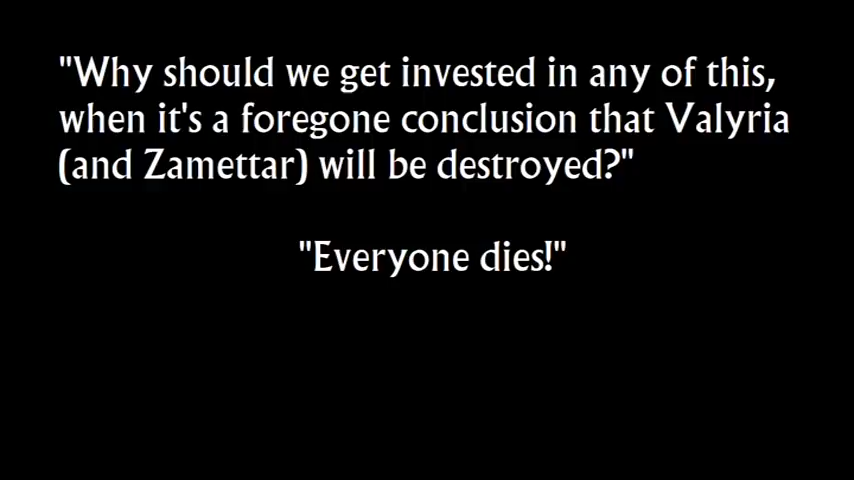 "Why should we get invested in any of this,
when it's a foregone conclusion that Valyria
(and Zamettar) will be destroyed?"
"Everyone dies!"